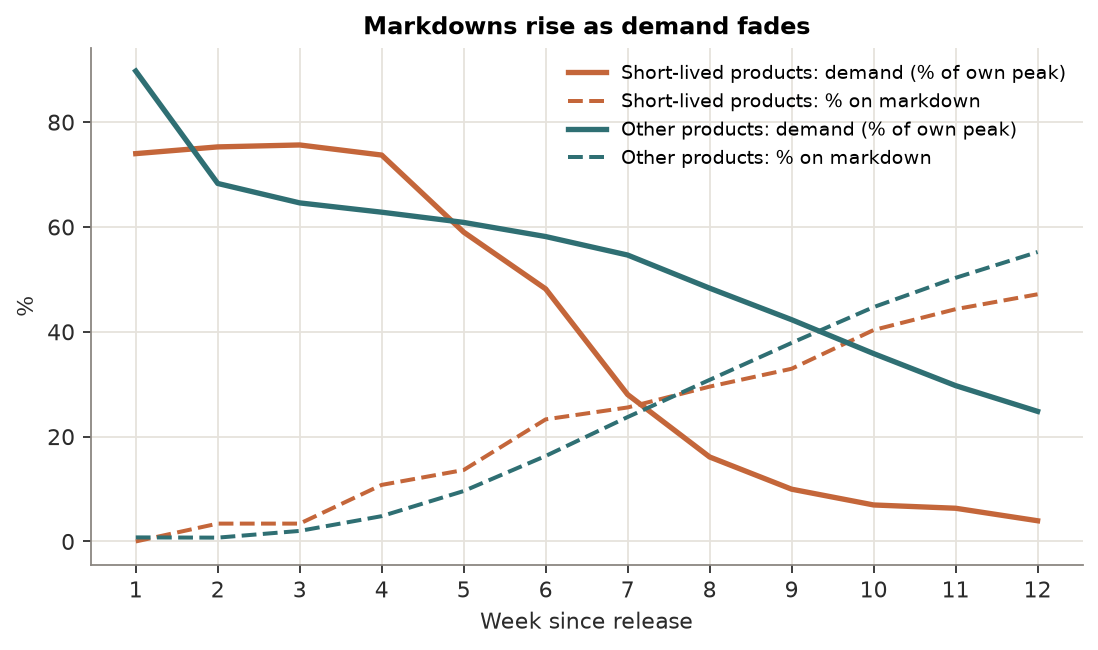 Markdowns rise as demand fades
Short-lived products: demand (% of own peak)
Short-lived products: % on markdown
Other products: demand (% of own peak)
Other products: % on markdown
%
80
60
40
20
0
1 2 3 4 5 6 7 8 9 10 11 12
Week since release